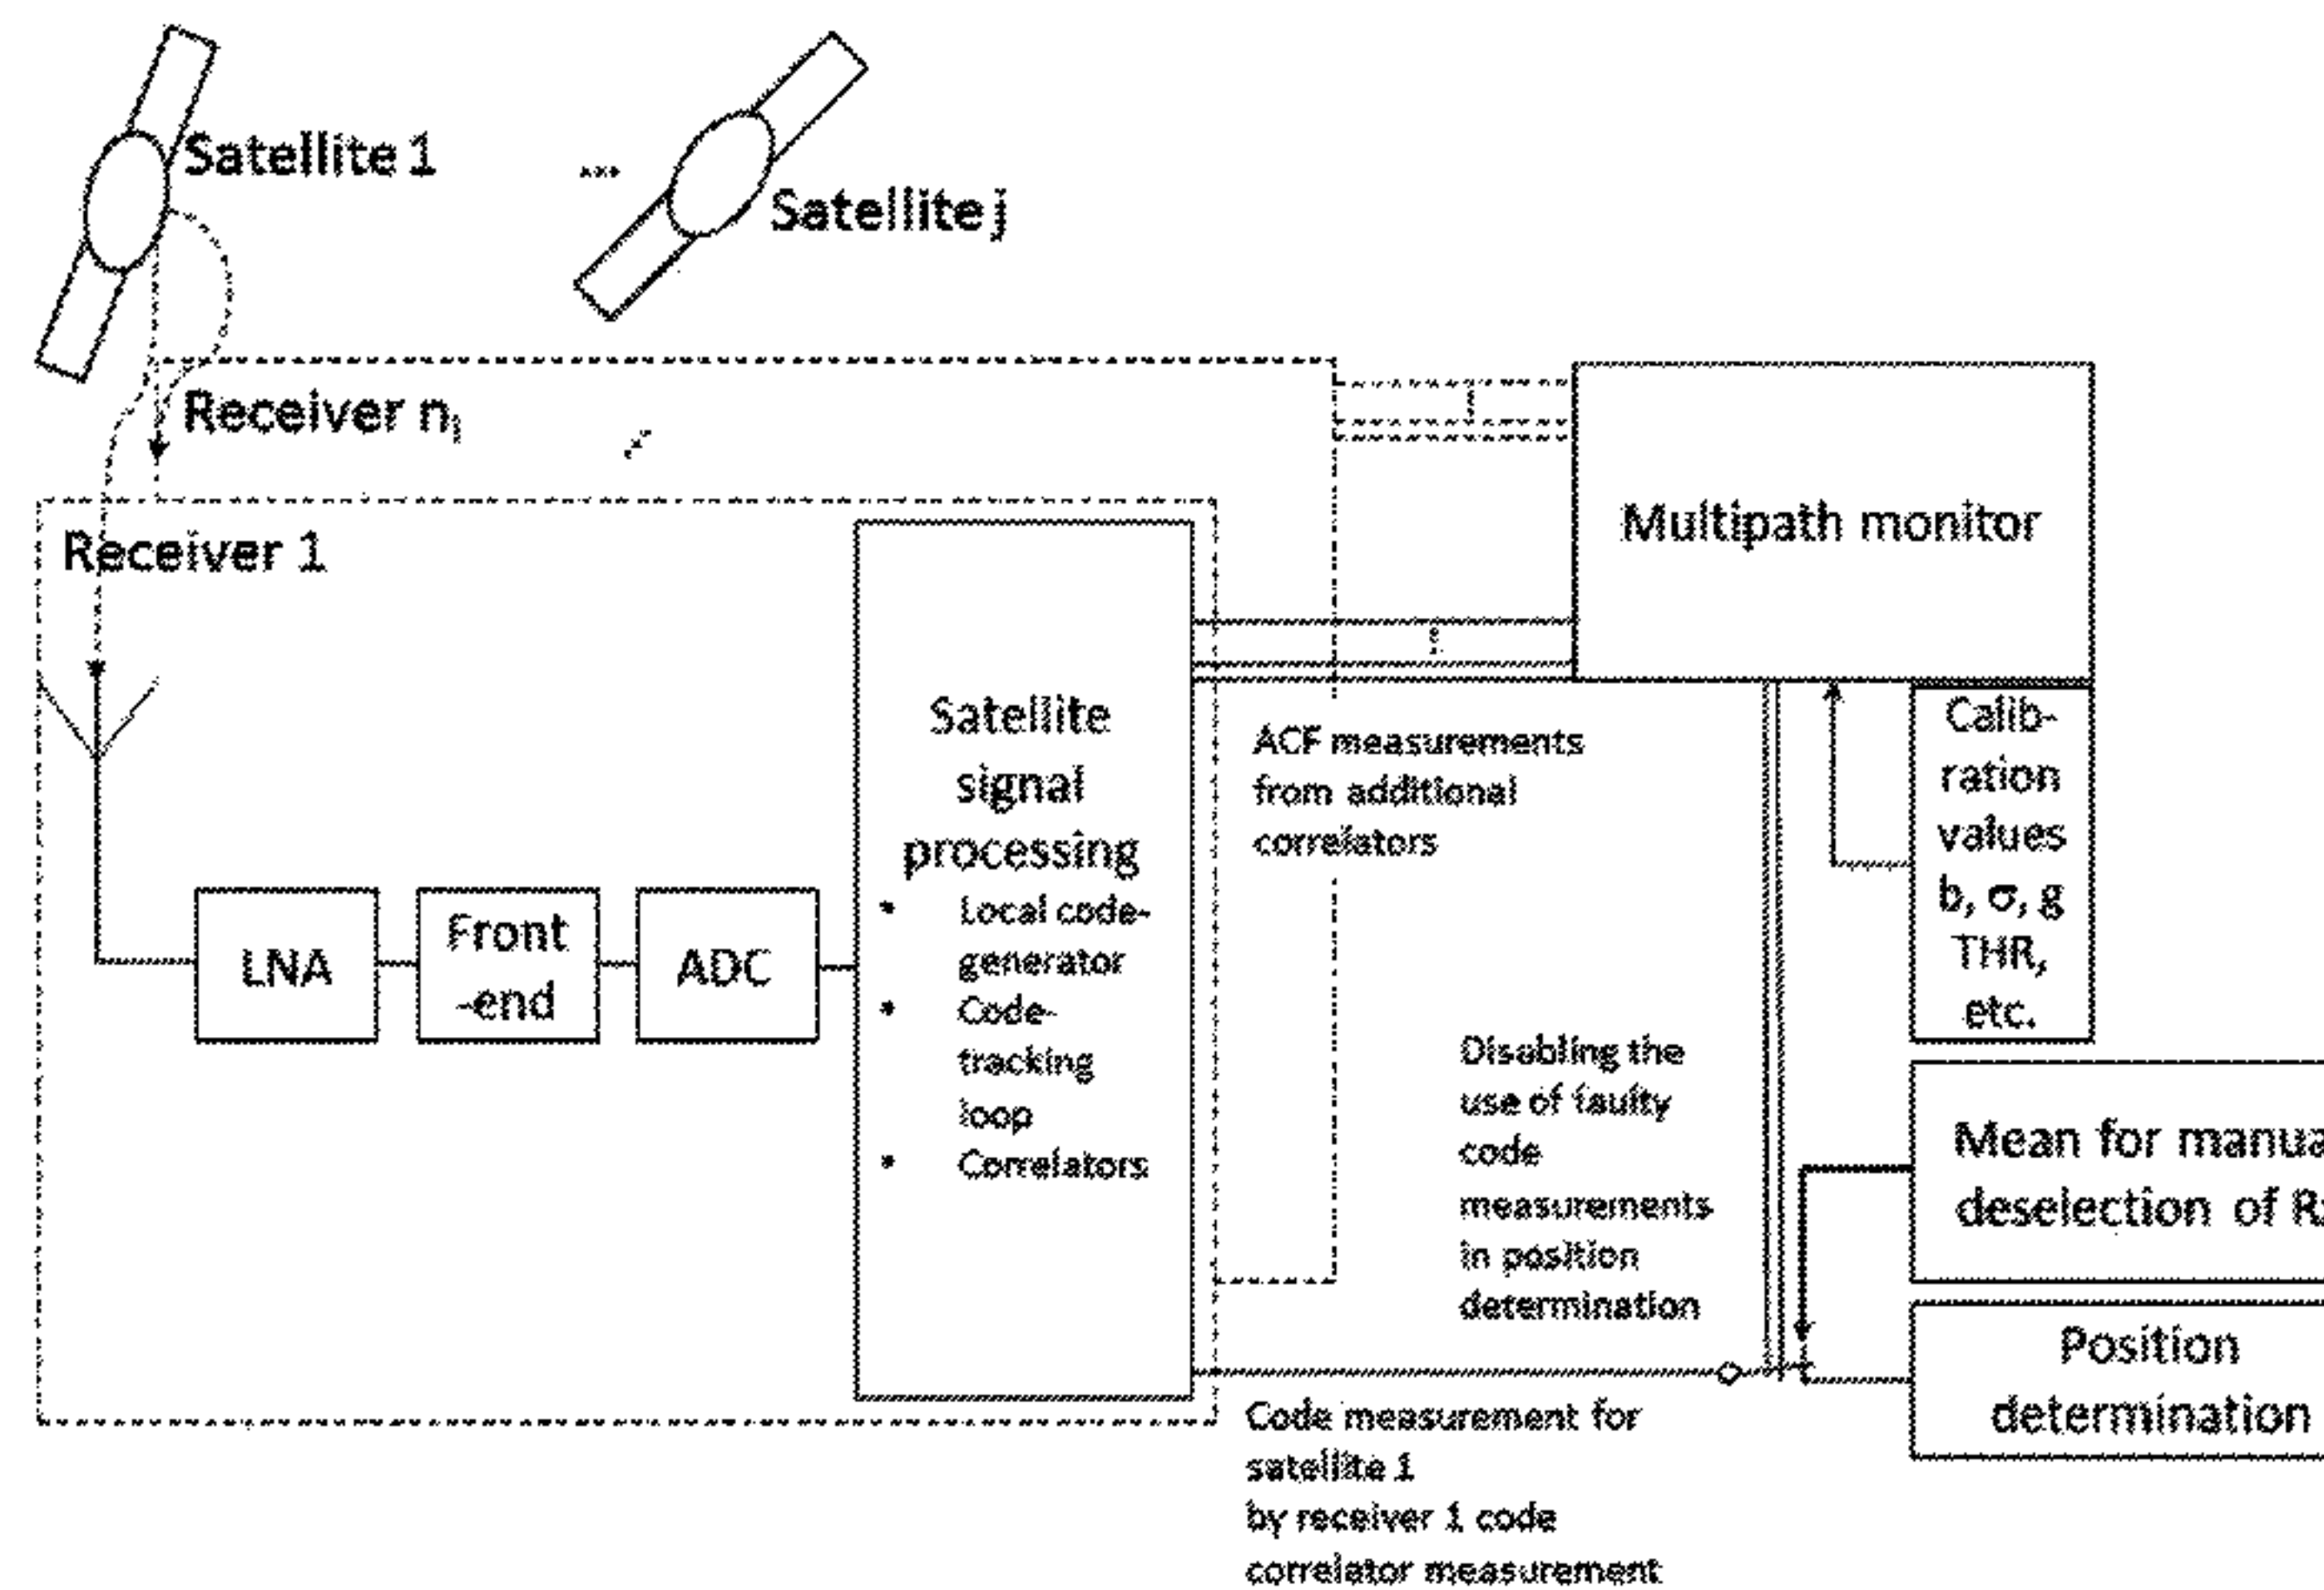 Satellite 1
...
Satellite j
Receiver nj
Receiver 1
Multipath monitor
Satellite
signal
processing
• Local code-
generator
• Code-
tracking
loop
• Correlators
LNA
Front
-end
ADC
ACF measurements
from additional
correlators
Calib-
ration
values
b, σ, g
THR,
etc.
Disabling the
use of faulty
code
measurements
in position
determination
Mean for
deselection of
Position
determination
Code measurement for
satellite 1
by receiver 1 code
correlator measurement